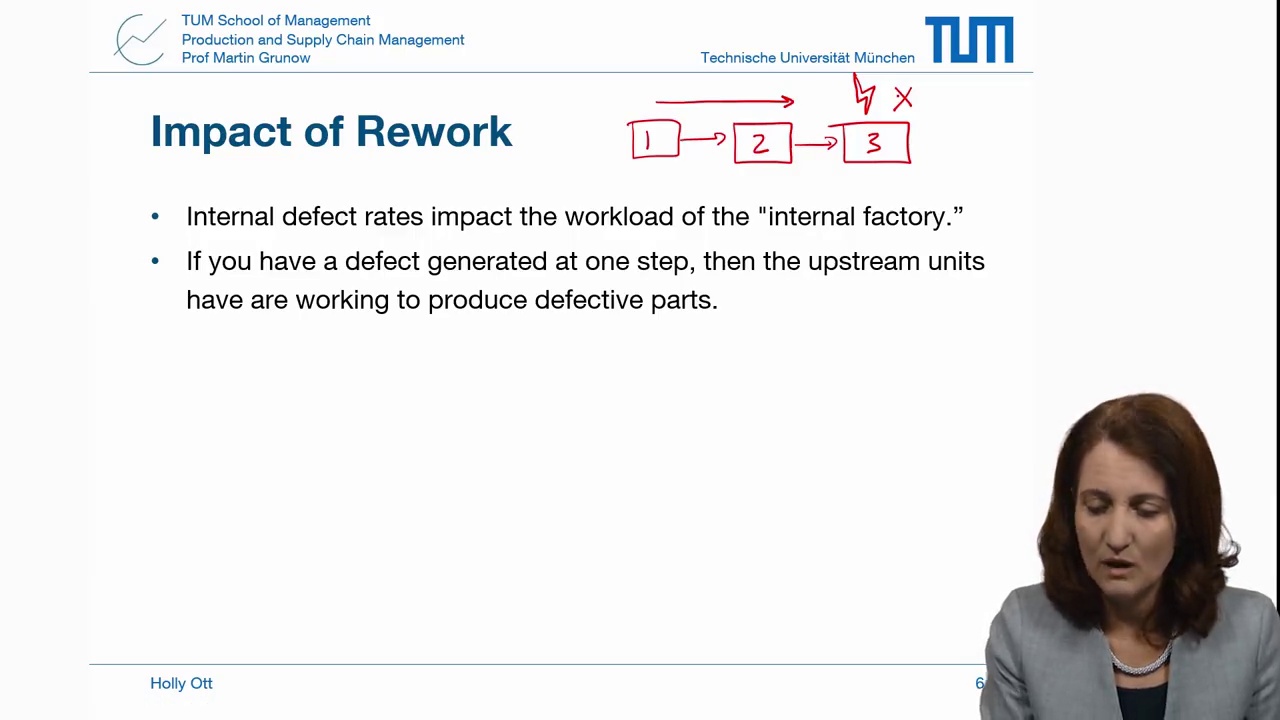 TUM School of Management
Production and Supply Chain Management
Prof Martin Grunow
Technische Universität München
TUM
Impact of Rework
1
2
3
X
• Internal defect rates impact the workload of the "internal factory.”
• If you have a defect generated at one step, then the upstream units
have are working to produce defective parts.
Holly Ott
6